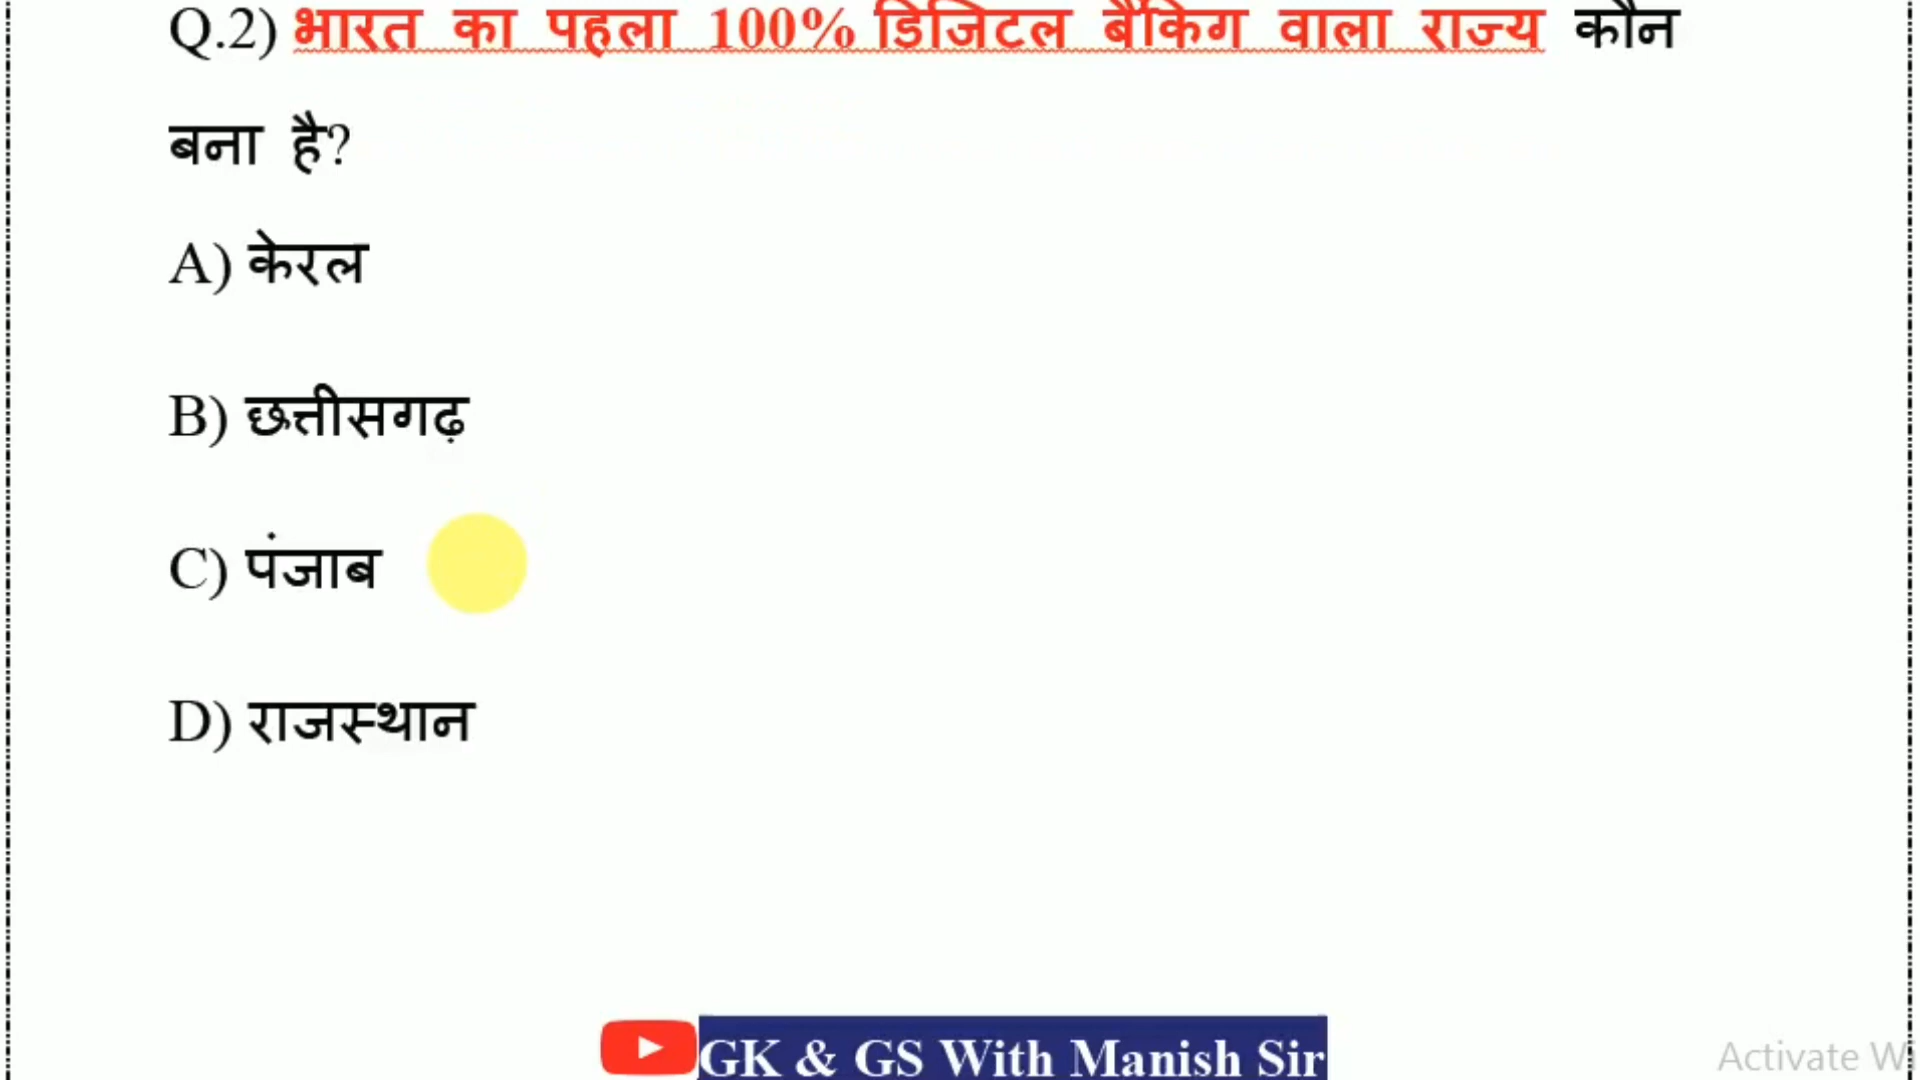 Q.2) भारत का पहला 100% डिजिटल बैंकिग वाला राज्य कौन
बना है?
A) केरल
B) छत्तीसगढ़
C) पंजाब
D) राजस्थान
GK & GS With Manish Sir
Activate W